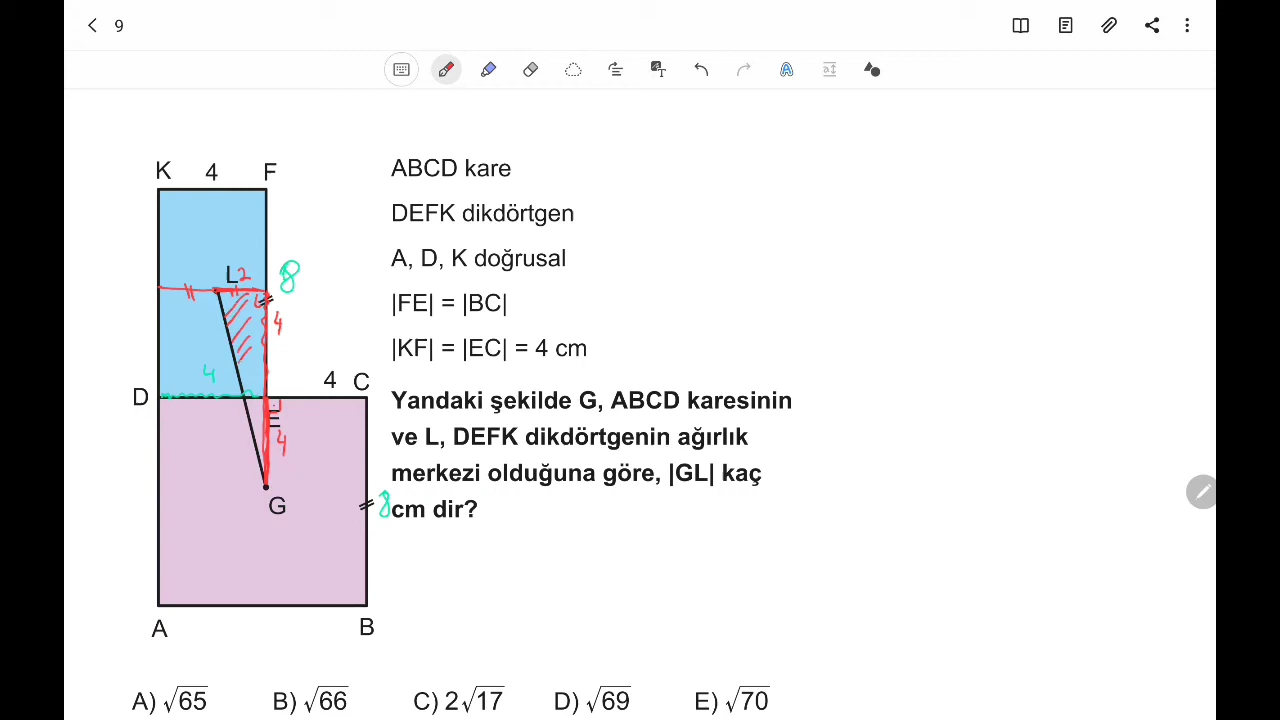 9
K 4 F
ABCD kare
DEFK dikdörtgen
A, D, K doğrusal
L 2 8
|FE| = |BC|
4
|KF| = |EC| = 4 cm
4 4 C
D E
Yandaki şekilde G, ABCD karesinin
ve L, DEFK dikdörtgenin ağırlık
4
merkezi olduğuna göre, |GL| kaç
G 8
cm dir?
A B
A) √65 B) √66 C) 2√17 D) √69 E) √70